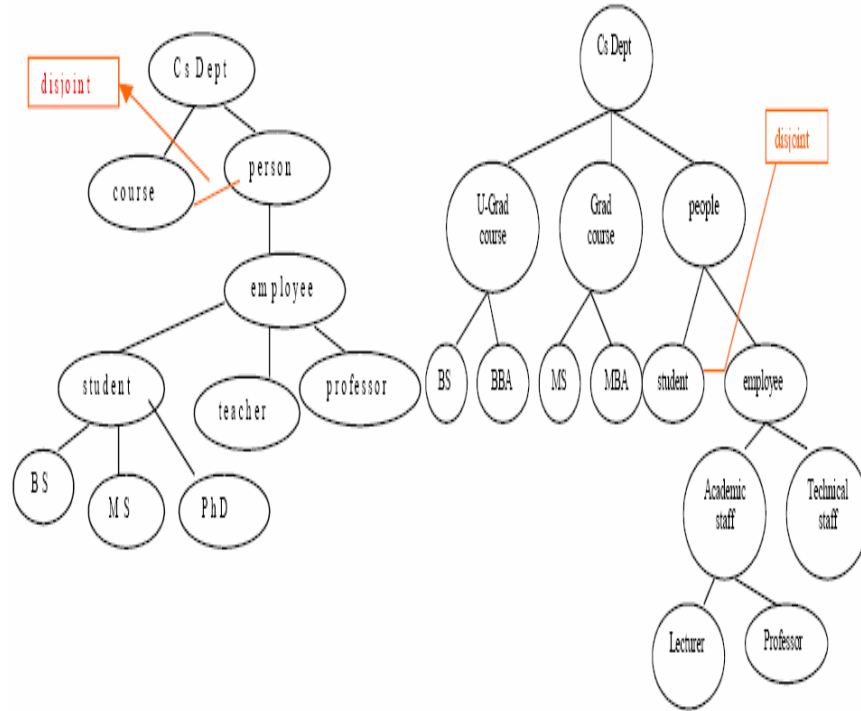 Cs Dept
disjoint
course
person
employee
student
teacher
professor
BS
MS
PhD
Cs Dept
disjoint
U-Grad
course
Grad
course
people
BS
BBA
MS
MBA
student
employee
Academic
staff
Technical
staff
Lecturer
Professor